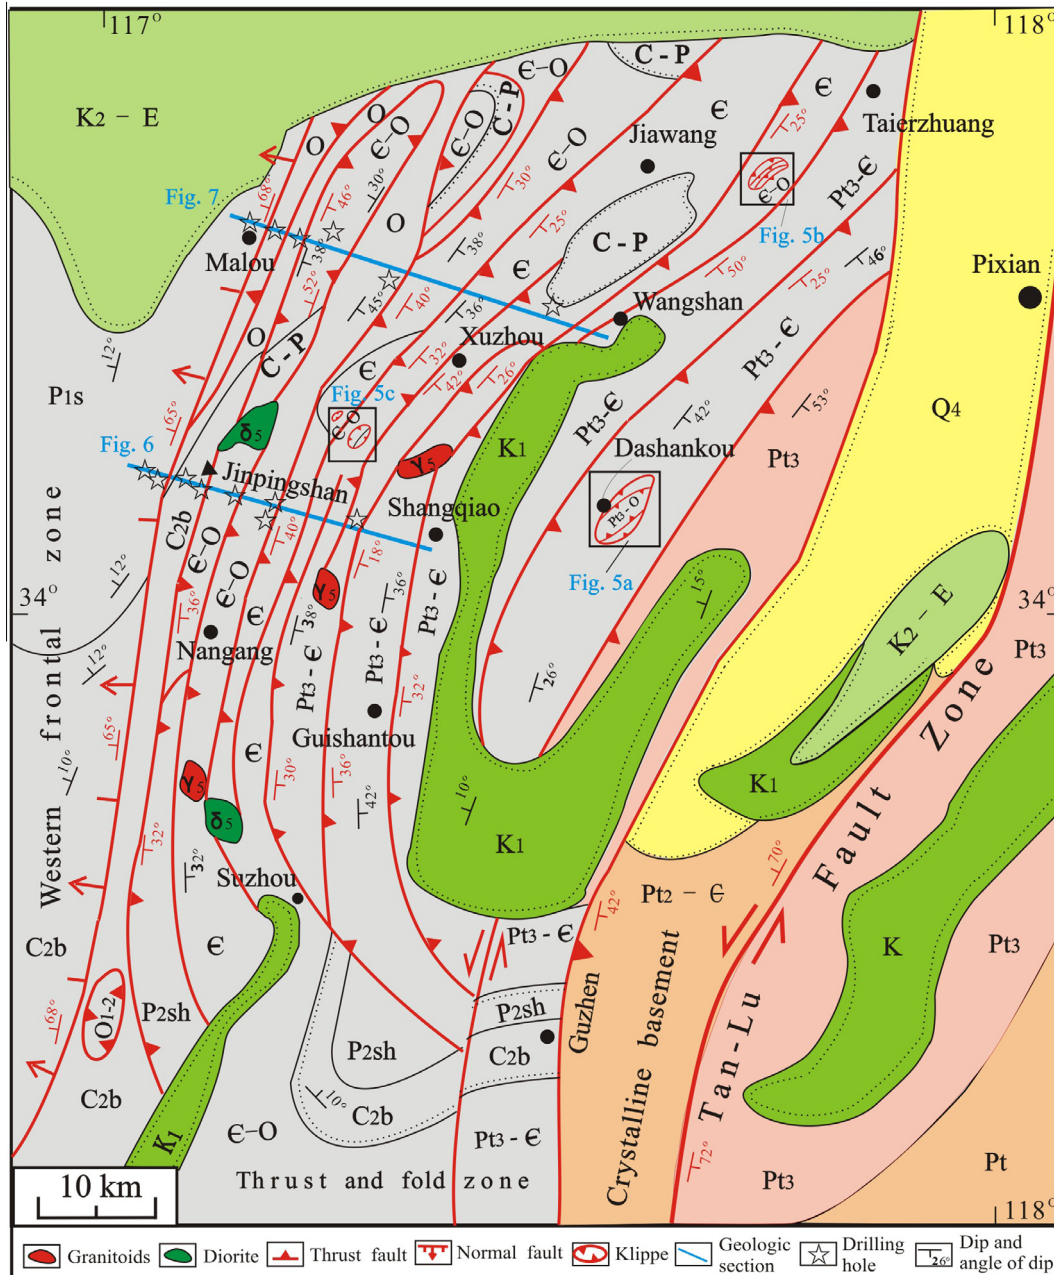 117°
118°
K2 - E
C - P
Є-O
C - P
Є
Є
O
O
Є-O
Є-O
Є-O
Jiawang
Taierzhuang
25°
Pt3-Є
Fig. 7
68°
46°
30°
30°
25°
O
Є-O
Fig. 5b
Malou
38°
38°
C - P
Є
50°
25°
46°
Pixian
52°
45°
40°
36°
Wangshan
O
C - P
Xuzhou
Pt3 - Є
Pt3 - Є
12°
P1s
Є
32°
42°
26°
Fig. 5c
Є-O
65°
Pt3-Є
42°
53°
Q4
Fig. 6
δ5
K1
Dashankou
Pt3
γ5
Jinpingshan
Shangqiao
Pt3-O
C2b
Є-O
40°
18°
Fig. 5a
12°
Є-O
γ5
36°
Pt3 - Є
15°
34°
34°
36°
Є
38°
Pt3 - Є
K2 - E
Pt3
Nangang
12°
Pt3 - Є
26°
32°
Guishantou
65°
10°
Є
γ5
30°
36°
42°
10°
K1
δ5
K1
32°
32°
Western frontal zone
Suzhou
70°
Pt2 - Є
42°
Pt3 - Є
Є
C2b
K
Pt3
Guzhen
P2sh
P2sh
O1-2
68°
P2sh
C2b
C2b
10°
C2b
Crystalline basement
Tan-Lu Fault Zone
K1
Є-O
Pt3 - Є
72°
Pt3
Pt
Thrust and fold zone
10 km
118°
Granitoids
Diorite
Thrust fault
Normal fault
Klippe
Geologic section
Drilling hole
26°
Dip and angle of dip